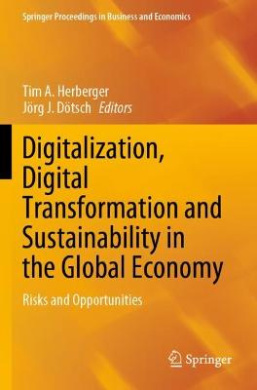 Springer Proceedings in Business and Economics
Tim A. Herberger
Jörg J. Dötsch Editors
Digitalization,
Digital
Transformation and
Sustainability in
the Global Economy
Risks and Opportunities
Springer